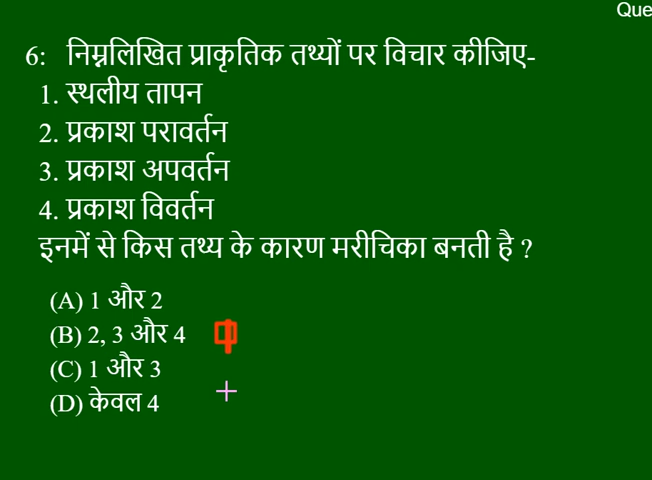 Que
6: निम्नलिखित प्राकृतिक तथ्यों पर विचार कीजिए-
1. स्थलीय तापन
2. प्रकाश परावर्तन
3. प्रकाश अपवर्तन
4. प्रकाश विवर्तन
इनमें से किस तथ्य के कारण मरीचिका बनती है ?
(A) 1 और 2
(B) 2, 3 और 4
(C) 1 और 3
(D) केवल 4